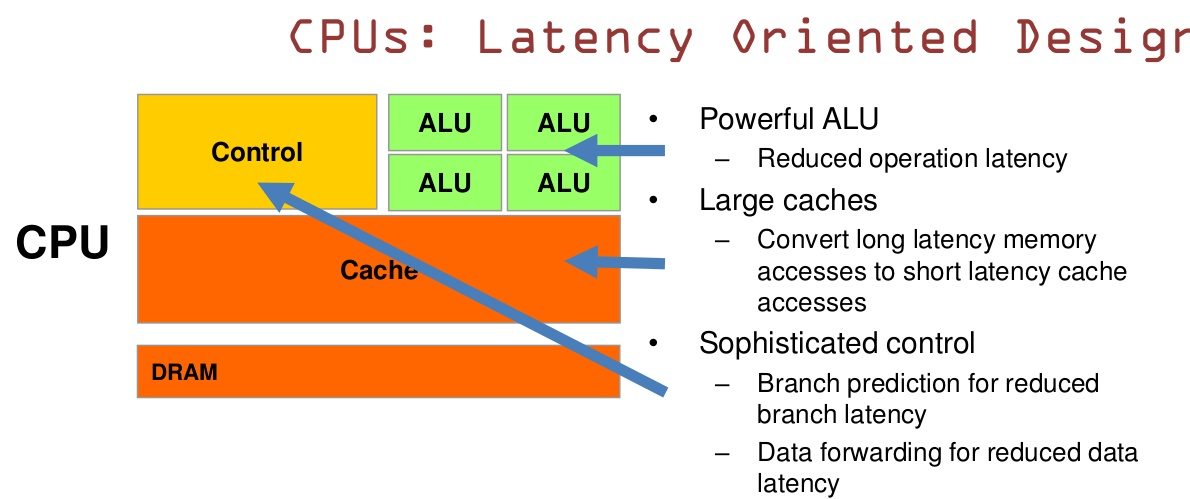 CPUs: Latency Oriented Design
Control
ALU
ALU
ALU
ALU
CPU
Cache
DRAM
• Powerful ALU
– Reduced operation latency
• Large caches
– Convert long latency memory
accesses to short latency cache
accesses
• Sophisticated control
– Branch prediction for reduced
branch latency
– Data forwarding for reduced data
latency